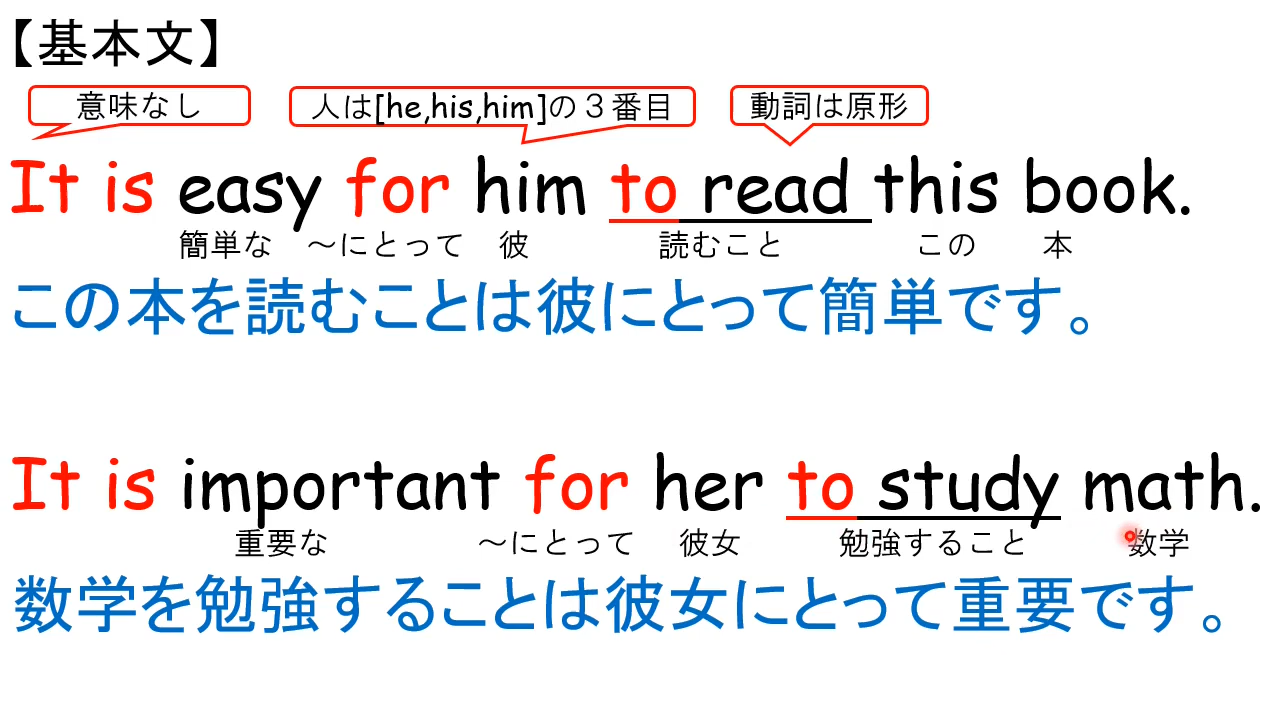 【基本文】
意味なし 人は[he,his,him]の３番目 動詞は原形
It is easy for him to read this book.
簡単な ～にとって 彼 読むこと この 本
この本を読むことは彼にとって簡単です。
It is important for her to study math.
重要な ～にとって 彼女 勉強すること 数学
数学を勉強することは彼女にとって重要です。